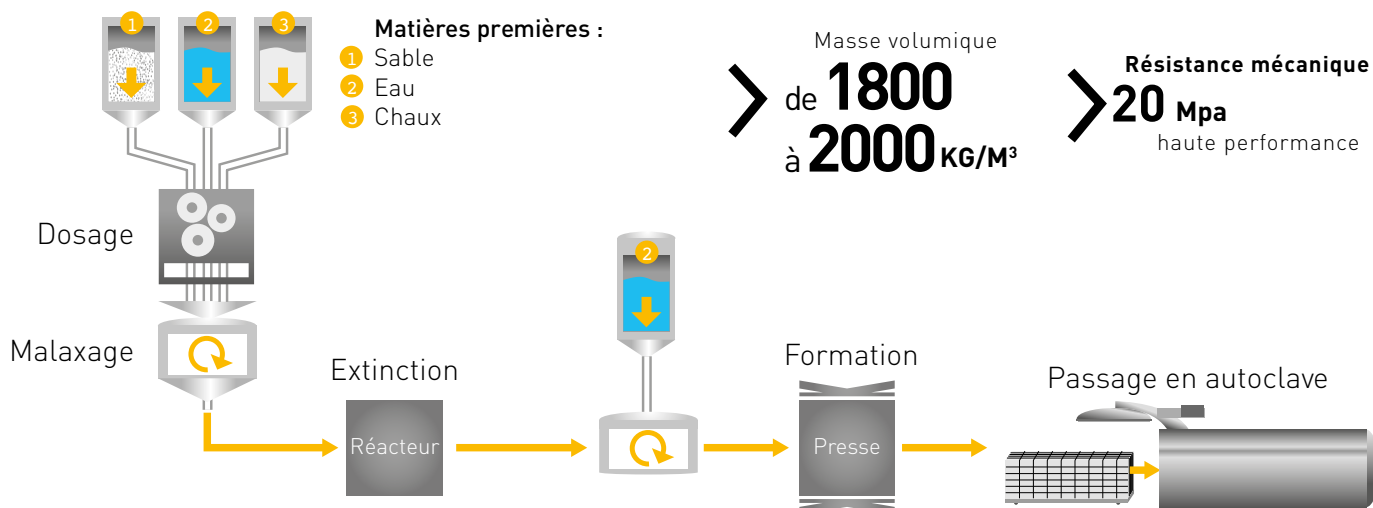 1
2
3
Matières premières :
1 Sable
2 Eau
3 Chaux
Masse volumique
de 1800
à 2000 KG/M³
Résistance mécanique
20 Mpa
haute performance
Dosage
Malaxage
Extinction
Réacteur
2
Formation
Presse
Passage en autoclave